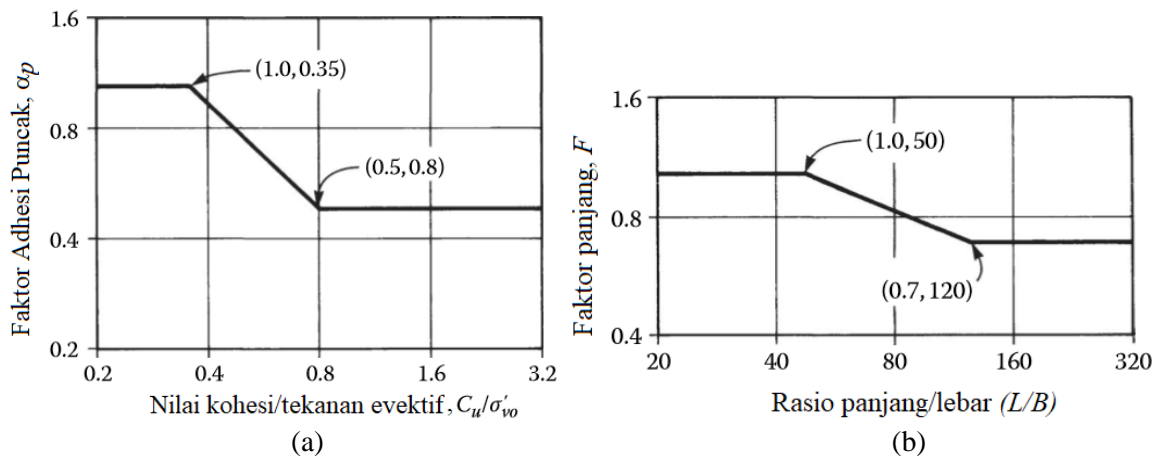 1.6
0.8
0.4
0.2
Faktor Adhesi Puncak, αp
(1.0, 0.35)
(0.5, 0.8)
0.2 0.4 0.8 1.6 3.2
Nilai kohesi/tekanan evektif, Cu/σ′vo
(a)
1.6
0.8
0.4
Faktor panjang, F
(1.0, 50)
(0.7, 120)
20 40 80 160 320
Rasio panjang/lebar (L/B)
(b)